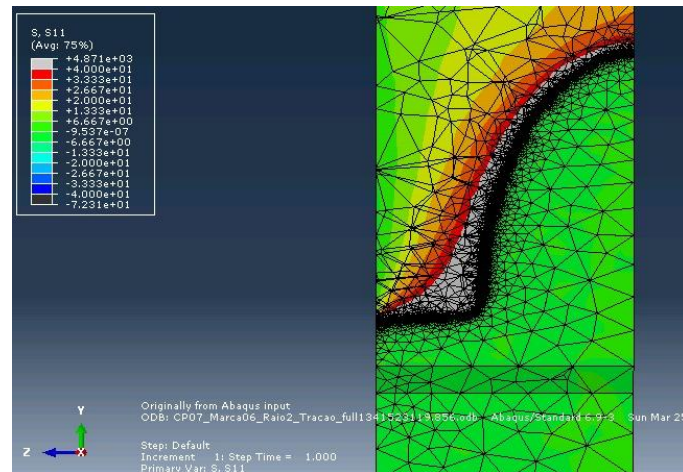 S, S11
(Avg: 75%)
+4.871e+03
+4.000e+01
+3.333e+01
+2.667e+01
+2.000e+01
+1.333e+01
+6.667e+00
-9.537e-07
-6.667e+00
-1.333e+01
-2.000e+01
-2.667e+01
-3.333e+01
-4.000e+01
-7.231e+01
Originally from Abaqus input
ODB: CP07_Marca06_Raio2_Tracao_full1341523119.856.odb Abaqus/Standard 6.9-3 Sun Mar 25
Y
Z X
Step: Default
Increment 1: Step Time = 1.000
Primary Var: S, S11